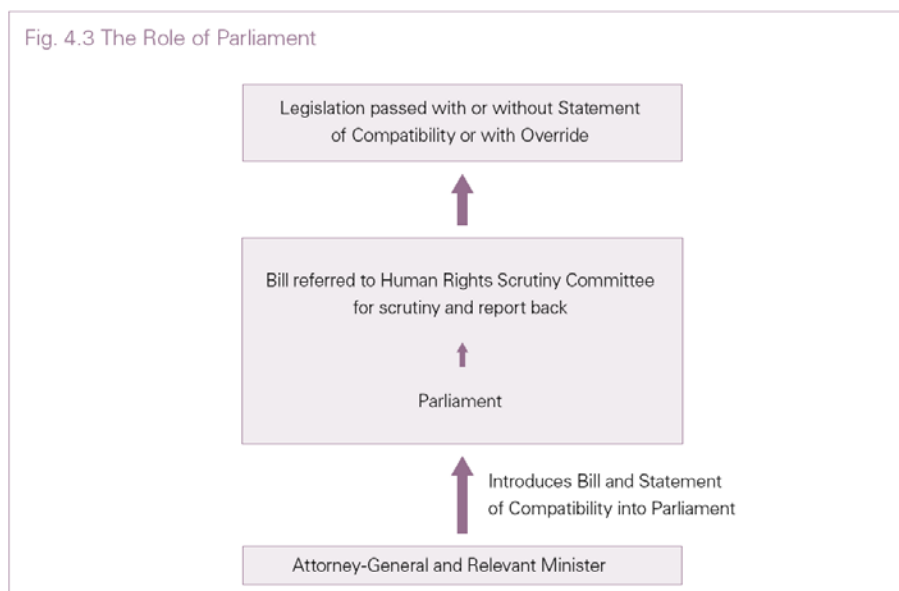 Fig. 4.3 The Role of Parliament
Legislation passed with or without Statement
of Compatibility or with Override
Bill referred to Human Rights Scrutiny Committee
for scrutiny and report back
Parliament
Introduces Bill and Statement
of Compatibility into Parliament
Attorney-General and Relevant Minister